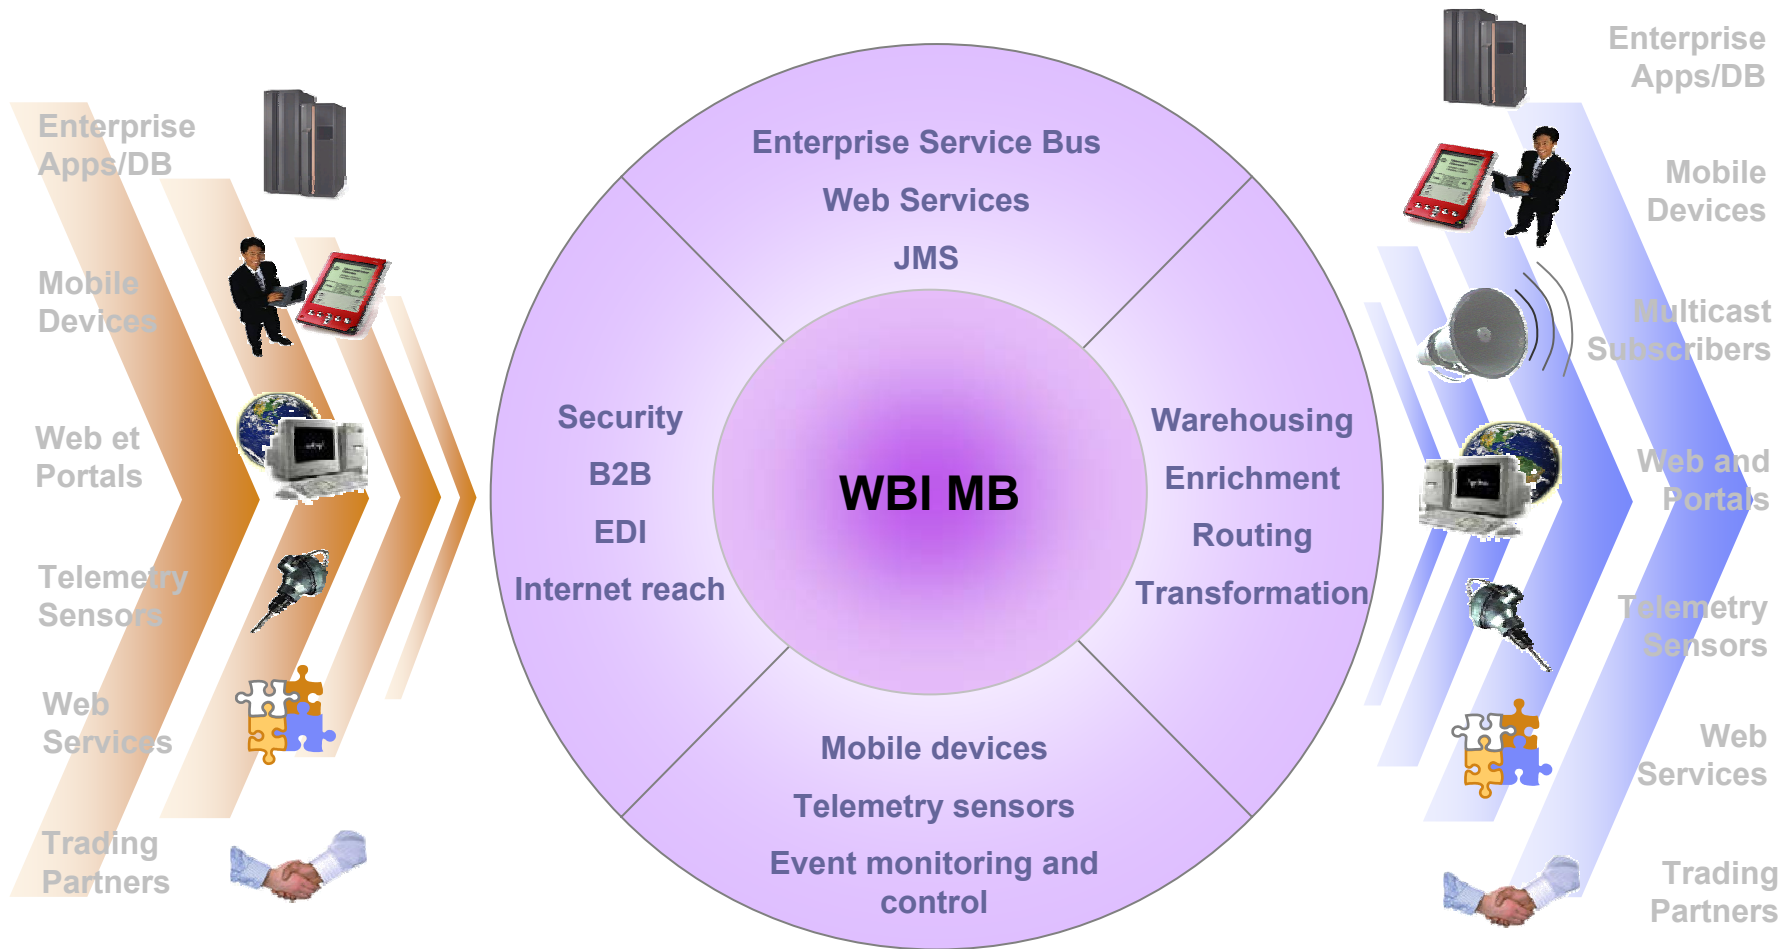 Enterprise
Apps/DB
Mobile
Devices
Web et
Portals
Telemetry
Sensors
Web
Services
Trading
Partners
Enterprise Service Bus
Web Services
JMS
Security
B2B
EDI
Internet reach
WBI MB
Warehousing
Enrichment
Routing
Transformation
Mobile devices
Telemetry sensors
Event monitoring and
control
Enterprise
Apps/DB
Mobile
Devices
Multicast
Subscribers
Web and
Portals
Telemetry
Sensors
Web
Services
Trading
Partners